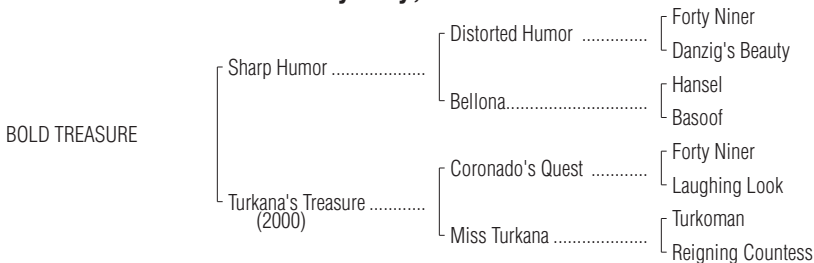 Forty Niner
Distorted Humor ..............
Danzig's Beauty
Sharp Humor ....................
Hansel
Bellona..............................
Basoof
BOLD TREASURE
Forty Niner
Coronado's Quest ............
Laughing Look
Turkana's Treasure ............
(2000)
Turkoman
Miss Turkana ....................
Reigning Countess